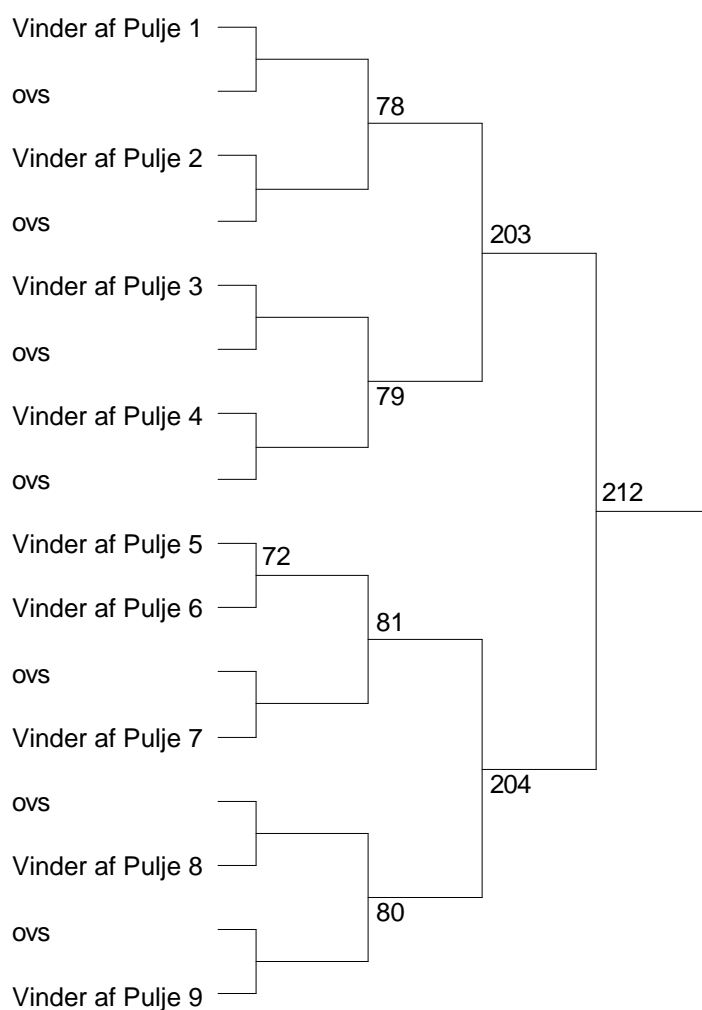 Vinder af Pulje 1
ovs
78
Vinder af Pulje 2
ovs
203
Vinder af Pulje 3
ovs
79
Vinder af Pulje 4
ovs
212
Vinder af Pulje 5
72
Vinder af Pulje 6
81
ovs
Vinder af Pulje 7
204
ovs
Vinder af Pulje 8
80
ovs
Vinder af Pulje 9